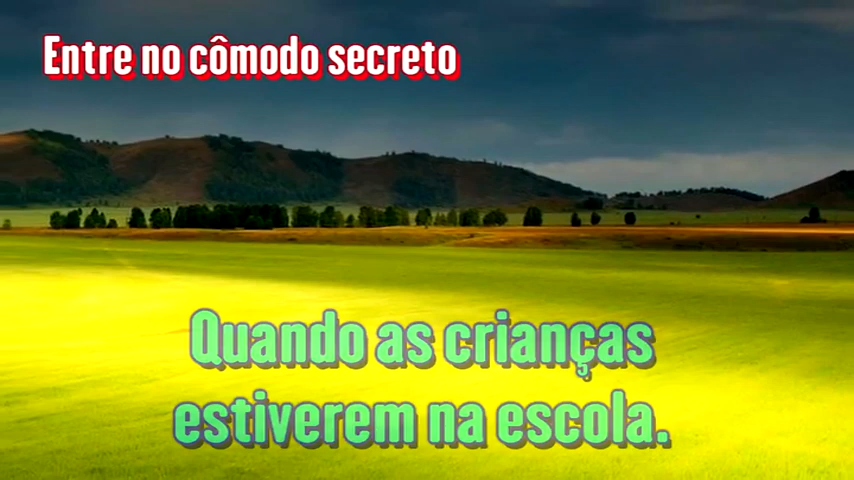 Entre no cômodo secreto
Quando as crianças
estiverem na escola.